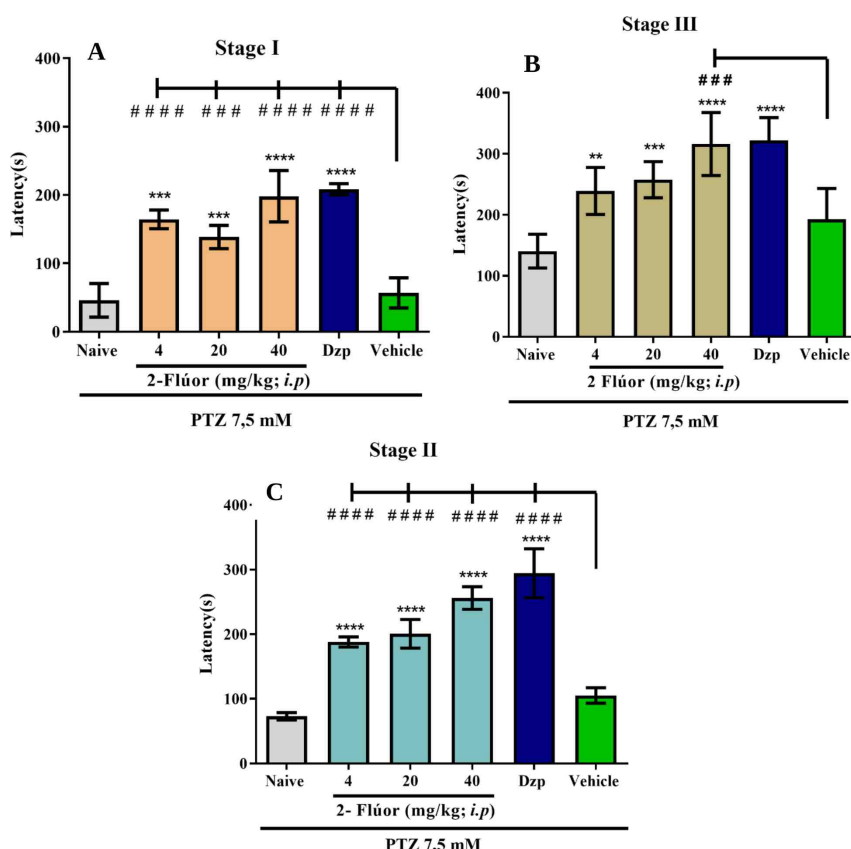 A
Stage I
400
300
200
100
0
Latency(s)
#### ### #### ####
*** *** **** ****
Naive 4 20 40 Dzp Vehicle
2-Flúor (mg/kg; i.p)
PTZ 7,5 mM
Stage III
B
400
300
200
100
0
Latency(s)
###
** *** **** ****
Naive 4 20 40 Dzp Vehicle
2 Flúor (mg/kg; i.p)
PTZ 7,5 mM
Stage II
C
400
300
200
100
0
Latency(s)
#### #### #### ####
**** **** **** ****
Naive 4 20 40 Dzp Vehicle
2- Flúor (mg/kg; i.p)
PTZ 7,5 mM